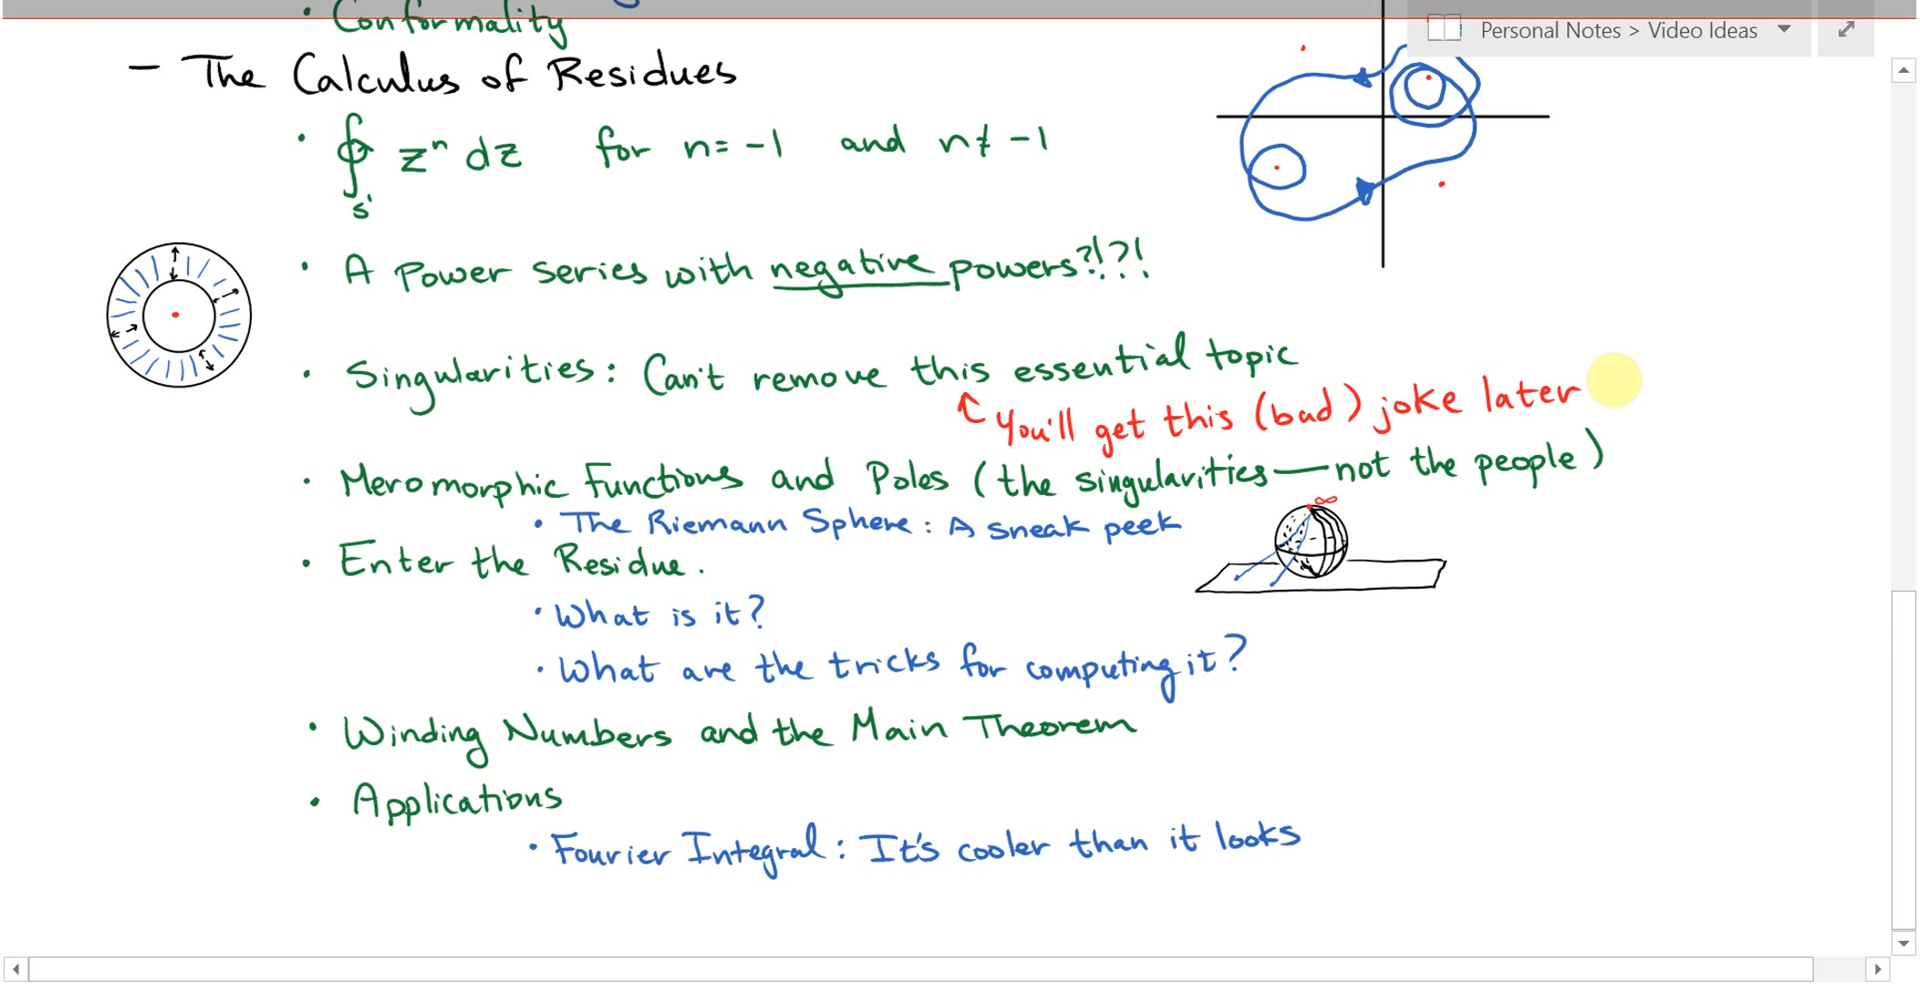 • Conformality
Personal Notes > Video Ideas
– The Calculus of Residues
• ∮ zⁿ dz for n = -1 and n ≠ -1
S¹
• A Power series with negative powers?!?!
• Singularities: Can't remove this essential topic
↑ You'll get this (bad) joke later
• Meromorphic Functions and Poles (the singularities—not the people)
∞
• The Riemann Sphere: A sneak peek
• Enter the Residue.
• What is it?
• What are the tricks for computing it?
• Winding Numbers and the Main Theorem
• Applications
• Fourier Integral: It's cooler than it looks